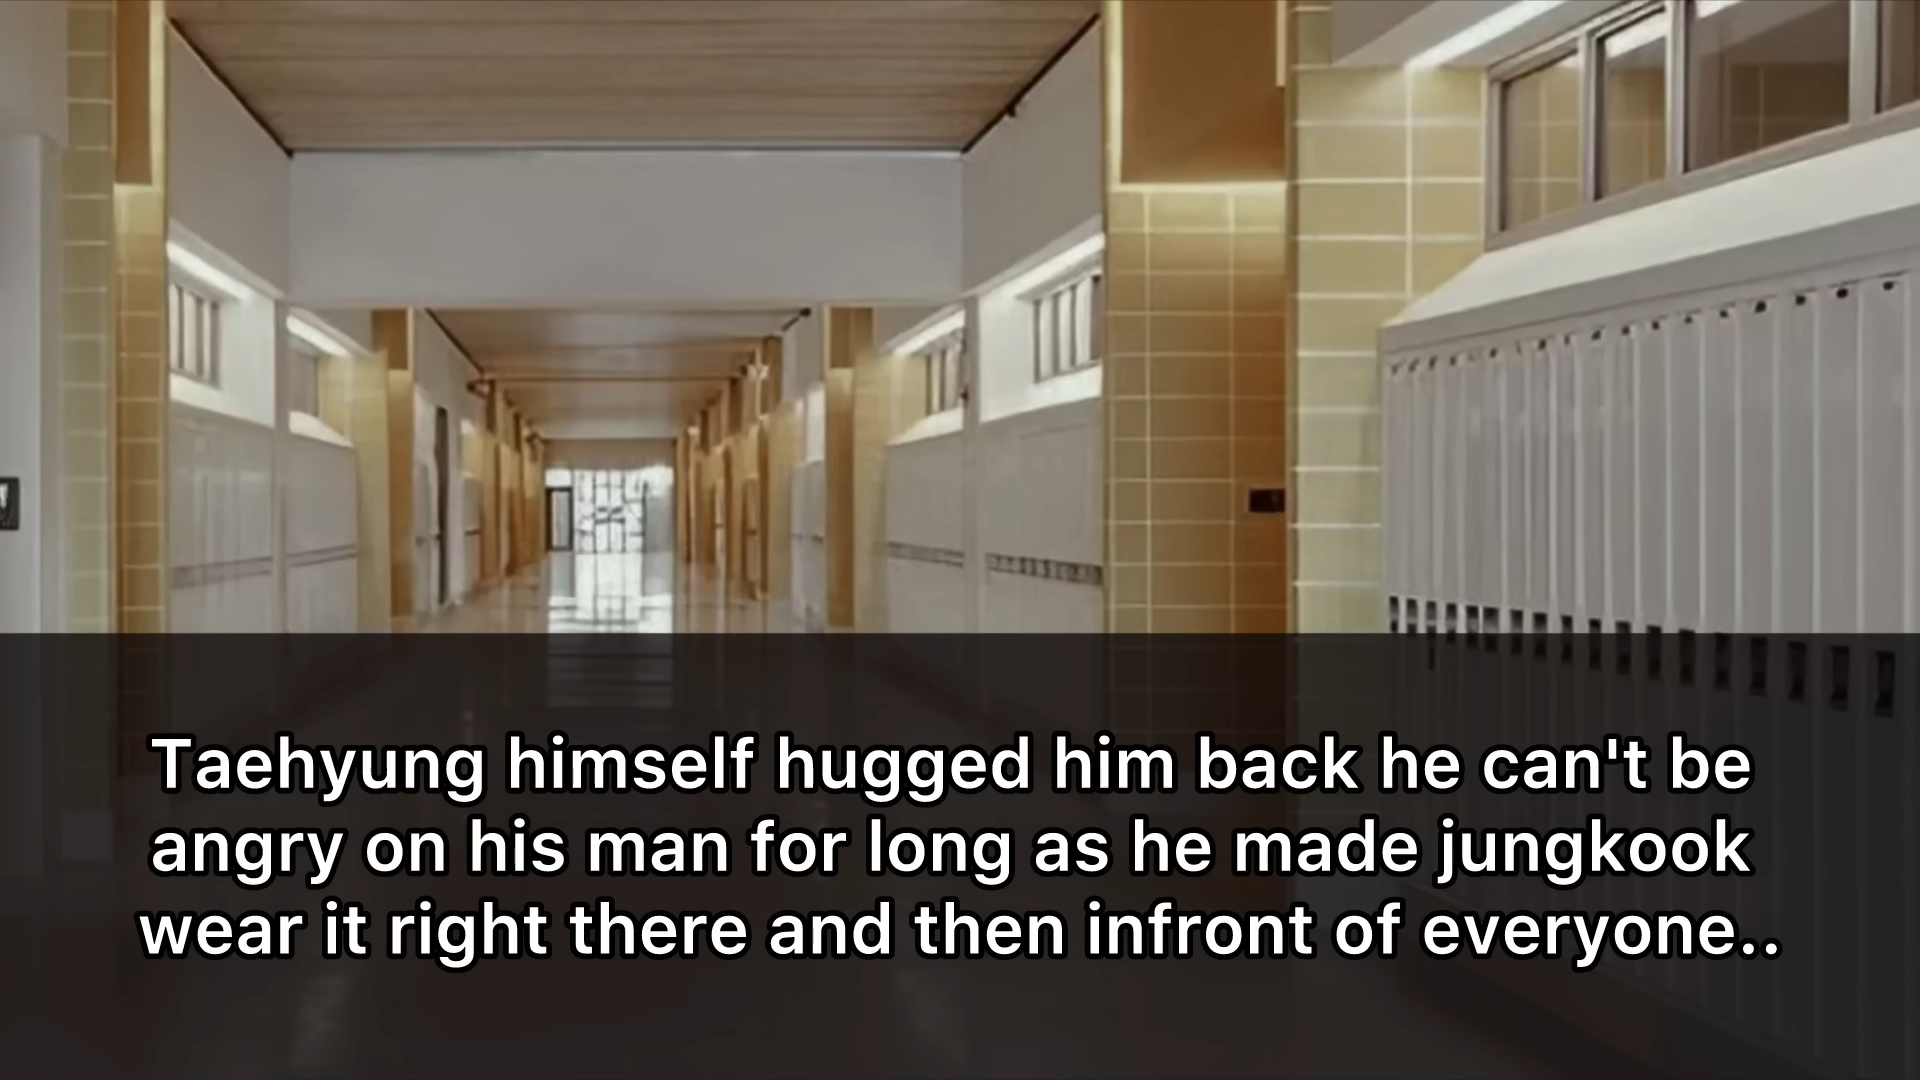 Taehyung himself hugged him back he can't be
angry on his man for long as he made jungkook
wear it right there and then infront of everyone..